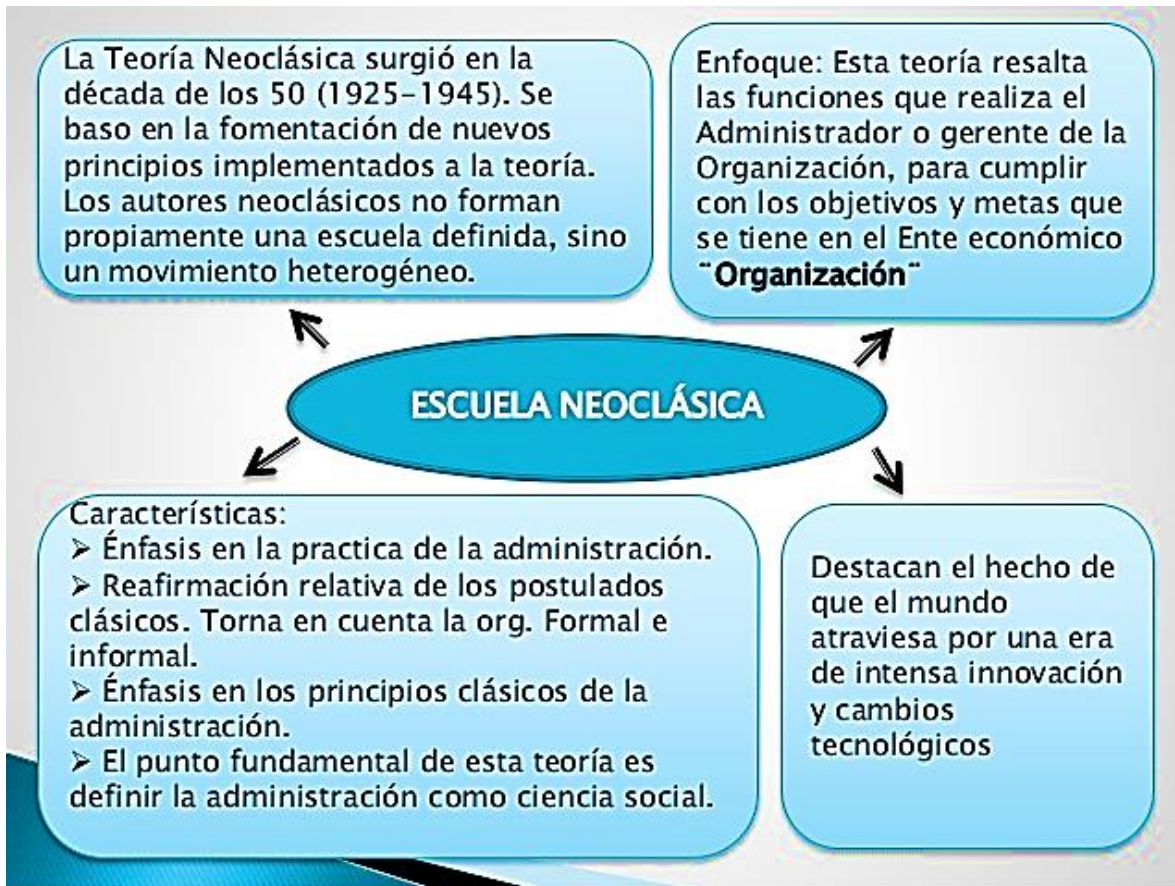 La Teoría Neoclásica surgió en la
década de los 50 (1925-1945). Se
baso en la fomentación de nuevos
principios implementados a la teoría.
Los autores neoclásicos no forman
propiamente una escuela definida, sino
un movimiento heterogéneo.
Enfoque: Esta teoría resalta
las funciones que realiza el
Administrador o gerente de la
Organización, para cumplir
con los objetivos y metas que
se tiene en el Ente económico
¨Organización¨
ESCUELA NEOCLÁSICA
Características:
➢ Énfasis en la practica de la administración.
➢ Reafirmación relativa de los postulados
clásicos. Torna en cuenta la org. Formal e
informal.
➢ Énfasis en los principios clásicos de la
administración.
➢ El punto fundamental de esta teoría es
definir la administración como ciencia social.
Destacan el hecho de
que el mundo
atraviesa por una era
de intensa innovación
y cambios
tecnológicos